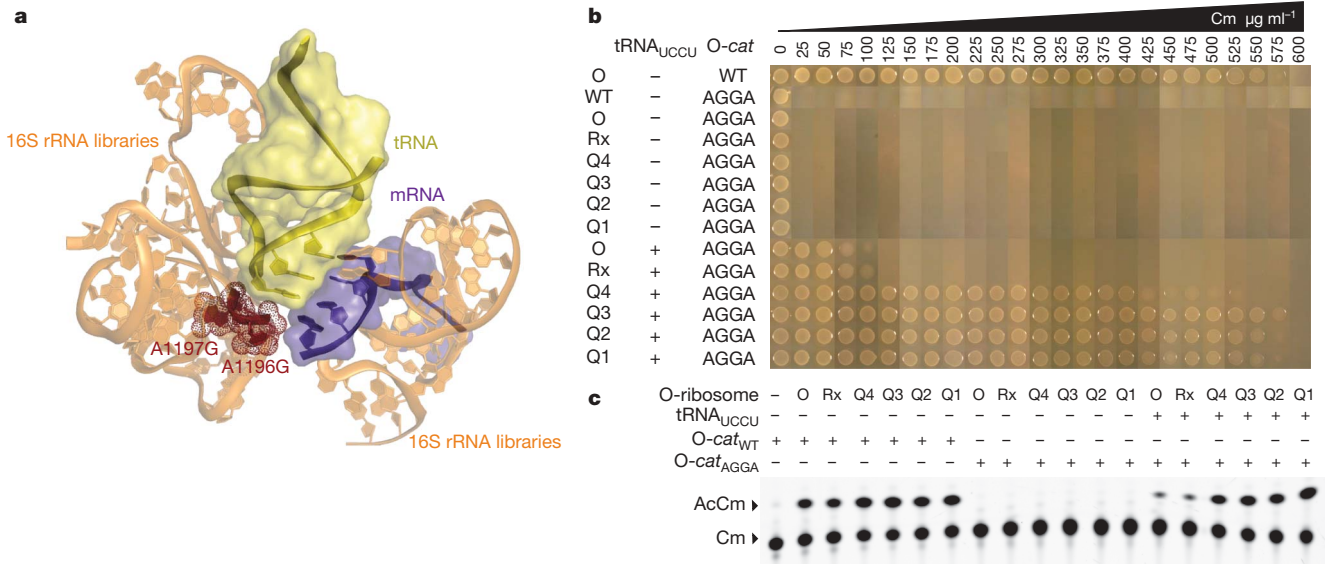 a
16S rRNA libraries
tRNA
mRNA
A1197G
A1196G
16S rRNA libraries
b
Cm µg ml⁻¹
tRNA_UCCU O-cat 0 25 50 75 100 125 150 175 200 225 250 275 300 325 350 375 400 425 450 475 500 525 550 575 600
O – WT
WT – AGGA
O – AGGA
Rx – AGGA
Q4 – AGGA
Q3 – AGGA
Q2 – AGGA
Q1 – AGGA
O + AGGA
Rx + AGGA
Q4 + AGGA
Q3 + AGGA
Q2 + AGGA
Q1 + AGGA
c
O-ribosome – O Rx Q4 Q3 Q2 Q1 O Rx Q4 Q3 Q2 Q1 O Rx Q4 Q3 Q2 Q1
tRNA_UCCU – – – – – – – – – – – – – + + + + + +
O-cat_WT + + + + + + + – – – – – – – – – – – –
O-cat_AGGA – – – – – – – + + + + + + + + + + + +
AcCm
Cm